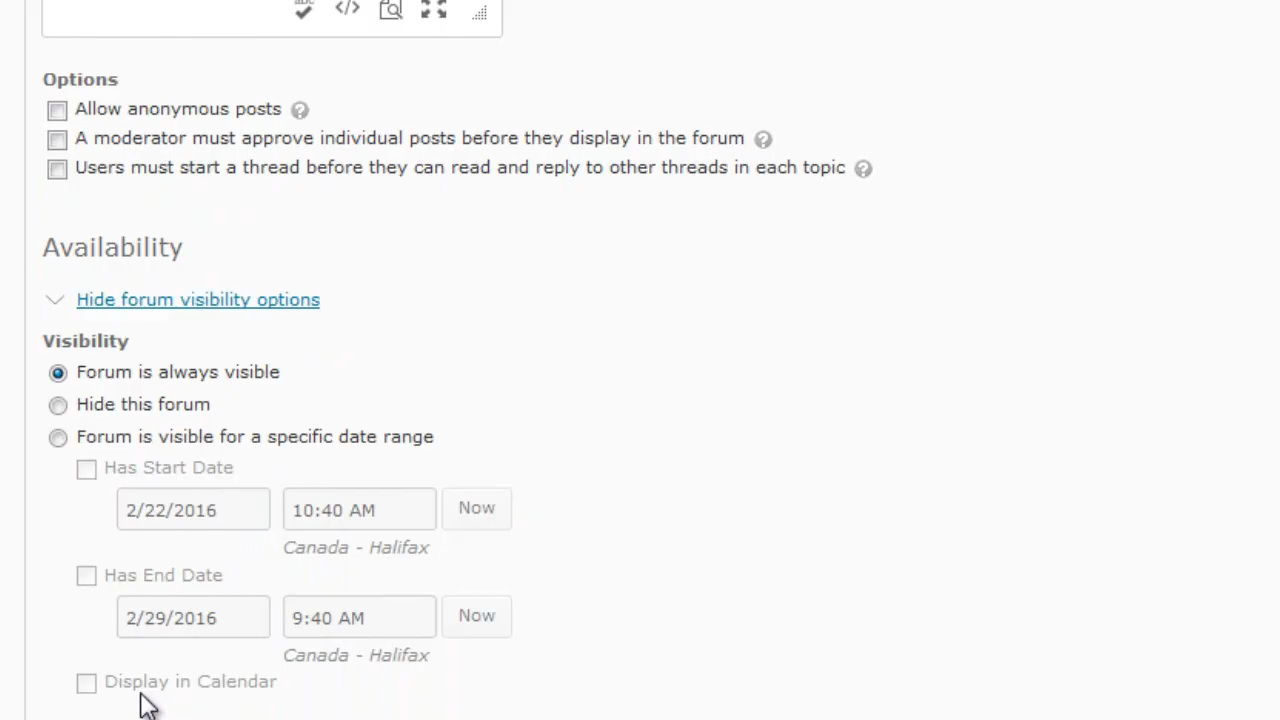 Options
Allow anonymous posts
A moderator must approve individual posts before they display in the forum
Users must start a thread before they can read and reply to other threads in each topic
Availability
Hide forum visibility options
Visibility
Forum is always visible
Hide this forum
Forum is visible for a specific date range
Has Start Date
2/22/2016 10:40 AM Now
Canada - Halifax
Has End Date
2/29/2016 9:40 AM Now
Canada - Halifax
Display in Calendar